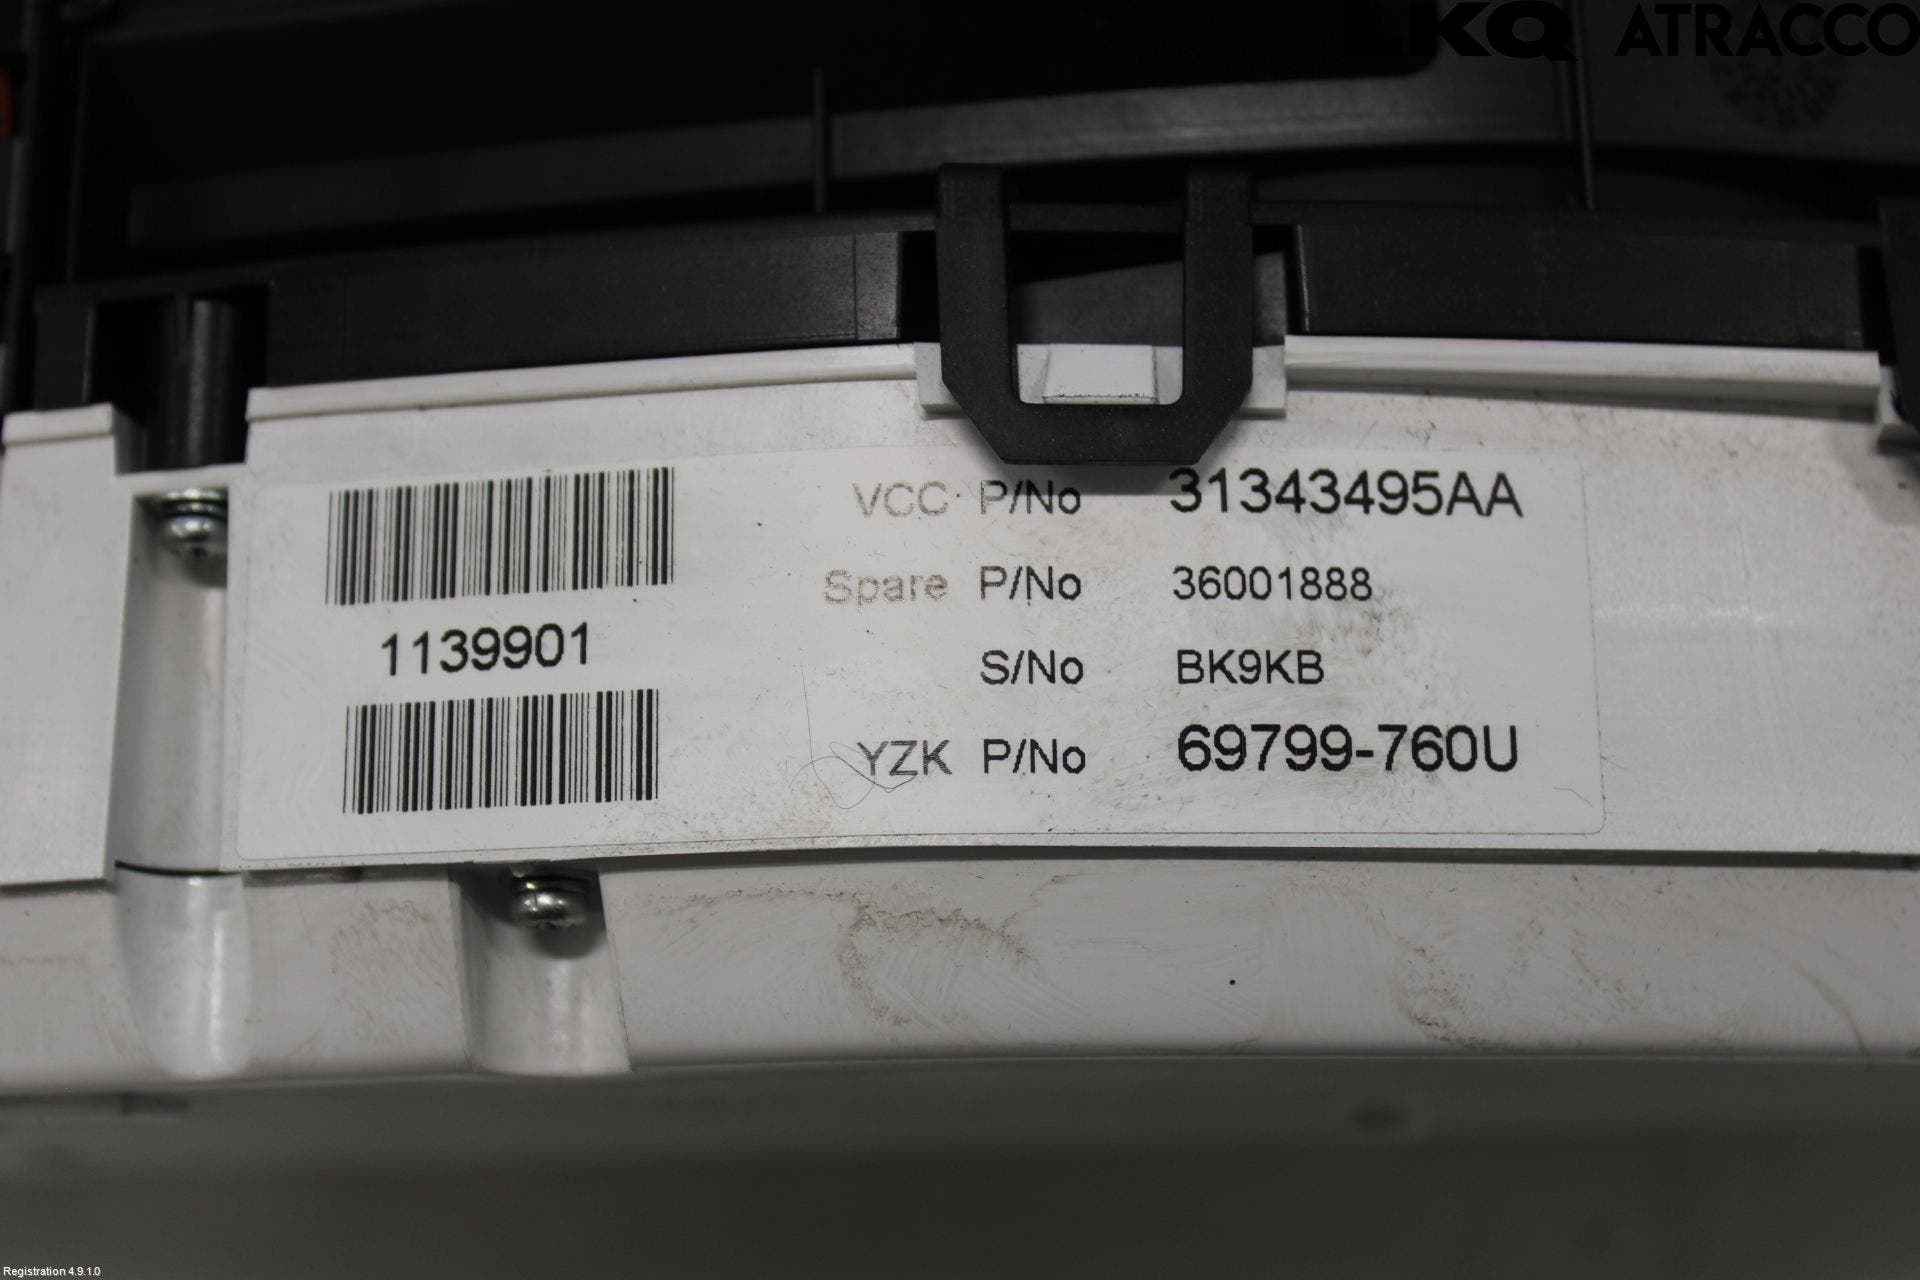 LKQ ATRACCO
VCC P/No 31343495AA
Spare P/No 36001888
1139901
S/No BK9KB
YZK P/No 69799-760U
Registration 4.9.1.0